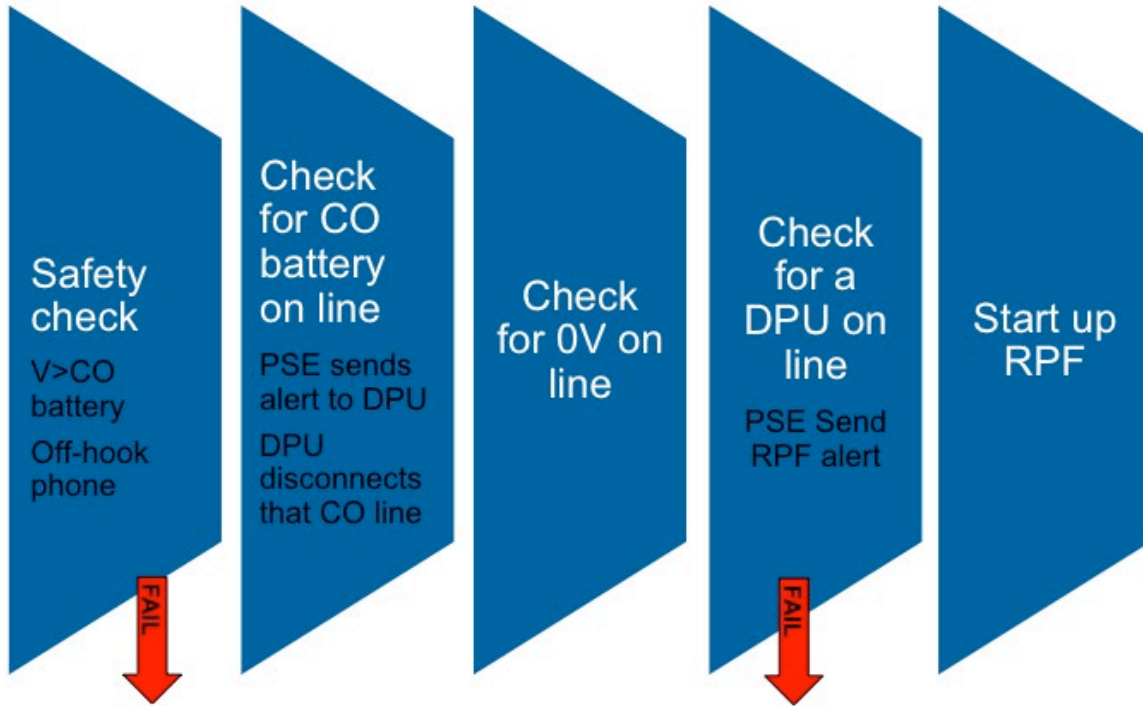 Safety
check
V>CO
battery
Off-hook
phone
FAIL
Check
for CO
battery
on line
PSE sends
alert to DPU
DPU
disconnects
that CO line
Check
for 0V on
line
Check
for a
DPU on
line
PSE Send
RPF alert
FAIL
Start up
RPF